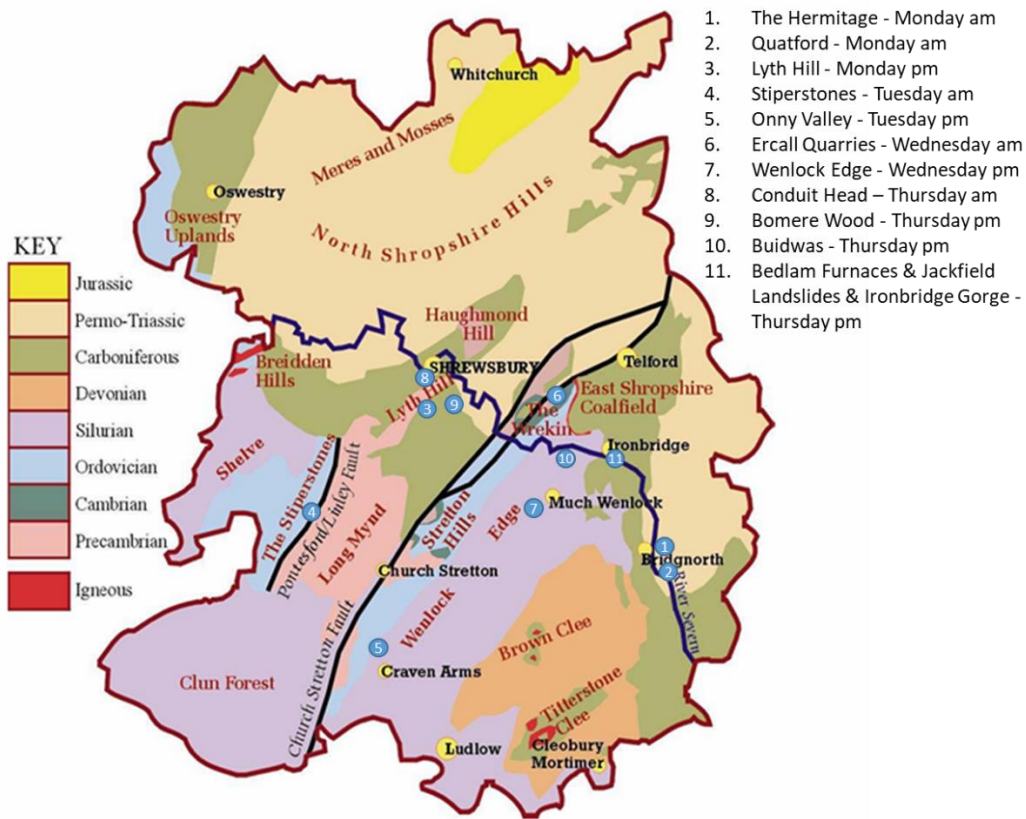 1. The Hermitage - Monday am
2. Quatford - Monday am
3. Lyth Hill - Monday pm
4. Stiperstones - Tuesday am
5. Onny Valley - Tuesday pm
6. Ercall Quarries - Wednesday am
7. Wenlock Edge - Wednesday pm
8. Conduit Head – Thursday am
9. Bomere Wood - Thursday pm
10. Buidwas - Thursday pm
11. Bedlam Furnaces & Jackfield
Landslides & Ironbridge Gorge -
Thursday pm
Whitchurch
Meres and Mosses
Oswestry
Oswestry
Uplands
North Shropshire Hills
KEY
Jurassic
Permo-Triassic
Carboniferous
Devonian
Silurian
Ordovician
Cambrian
Precambrian
Igneous
Haughmond
Hill
Breidden
Hills
SHREWSBURY
Telford
8
Lyth Hill
3
9
6
East Shropshire
Coalfield
The
Wrekin
Shelve
Ironbridge
10
11
The Stiperstones
4
Pontesford/Linley Fault
Long Mynd
Stretton
Hills
Edge
7
Much Wenlock
1
Bridgnorth
2
River Severn
Church Stretton
Wenlock
Church Stretton Fault
5
Craven Arms
Brown Clee
Clun Forest
Titterstone
Clee
Ludlow
Cleobury
Mortimer